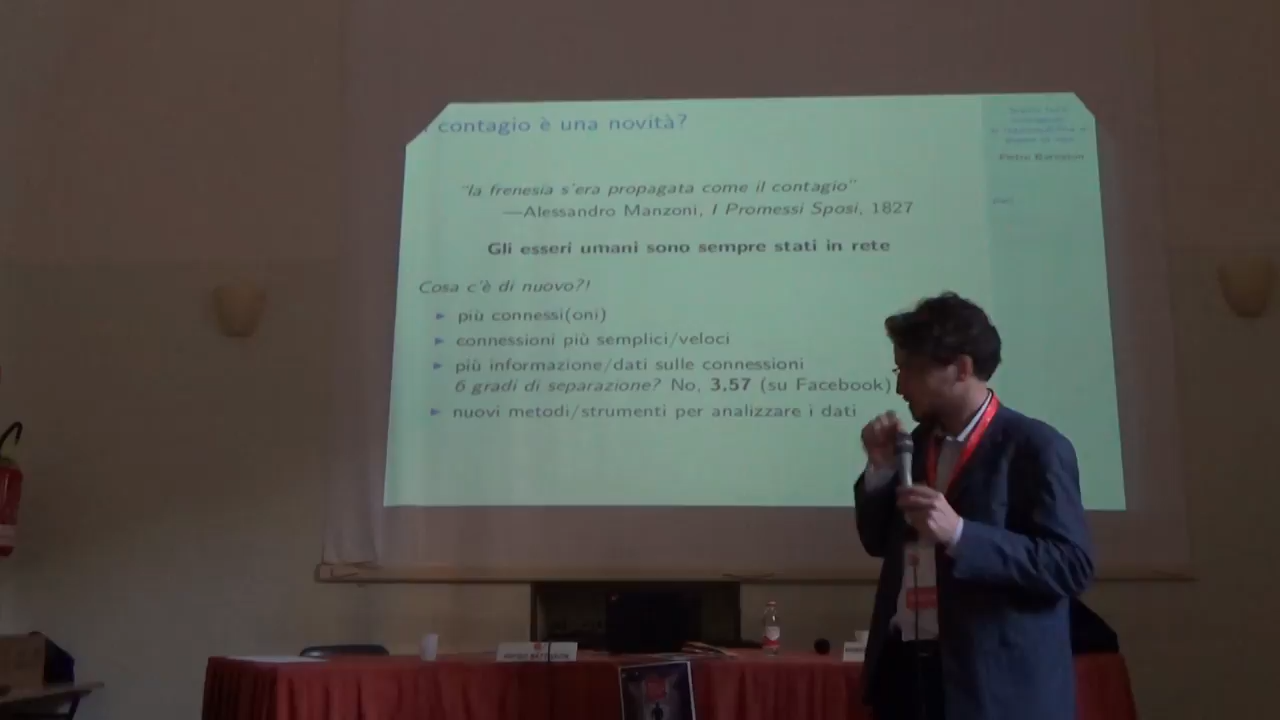 contagio è una novità?
"la frenesia s'era propagata come il contagio"
—Alessandro Manzoni, I Promessi Sposi, 1827
Gli esseri umani sono sempre stati in rete
Cosa c'è di nuovo?!
più connessi(oni)
connessioni più semplici/veloci
più informazione/dati sulle connessioni
6 gradi di separazione? No, 3,57 (su Facebook)
nuovi metodi/strumenti per analizzare i dati